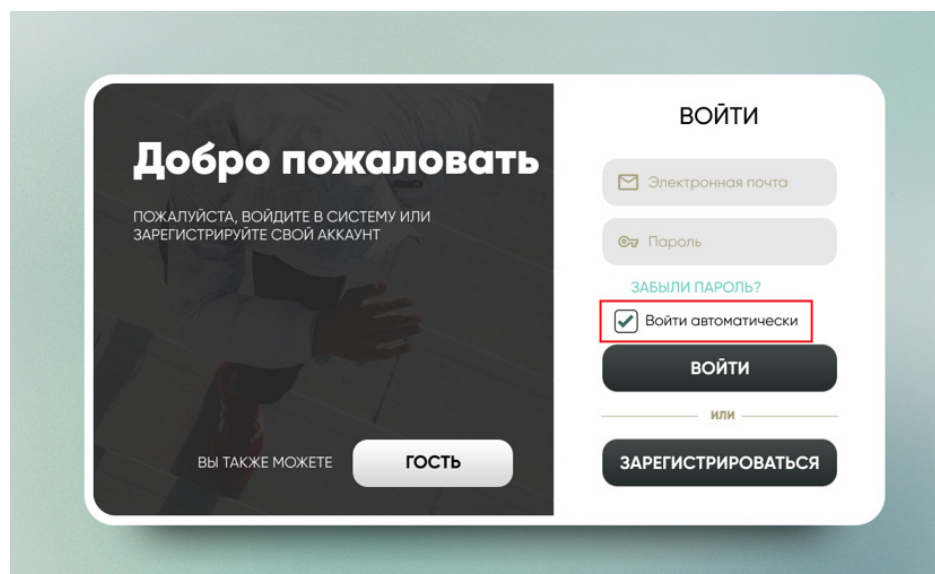 Добро пожаловать
ПОЖАЛУЙСТА, ВОЙДИТЕ В СИСТЕМУ ИЛИ
ЗАРЕГИСТРИРУЙТЕ СВОЙ АККАУНТ
ВЫ ТАКЖЕ МОЖЕТЕ
ГОСТЬ
ВОЙТИ
Электронная почта
Пароль
ЗАБЫЛИ ПАРОЛЬ?
Войти автоматически
ВОЙТИ
или
ЗАРЕГИСТРИРОВАТЬСЯ